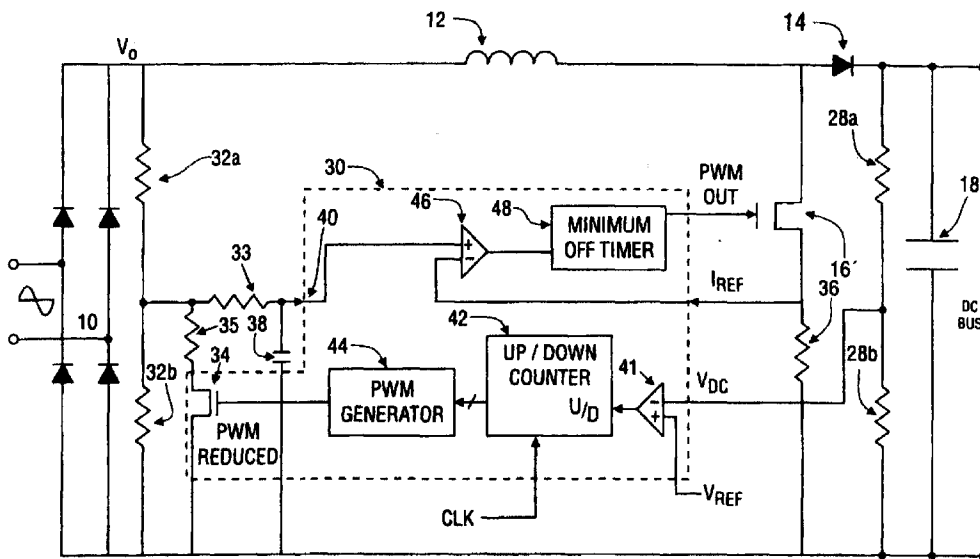 12
14
Vo
28a
32a
30
PWM
OUT
18
46
48
40
MINIMUM
OFF TIMER
33
16'
IREF
36
DC
BUS
10
35
38
42
34
44
UP / DOWN
COUNTER
41
28b
32b
VDC
PWM
GENERATOR
U/D
PWM
REDUCED
VREF
CLK